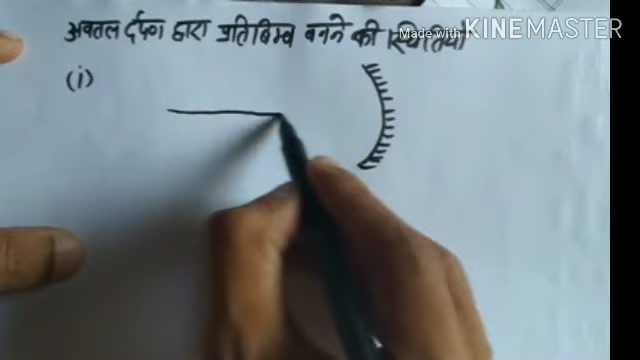 अवतल दर्पण द्वारा प्रतिबिम्ब बनने की स्थितियां
Made with KINEMASTER
(i)